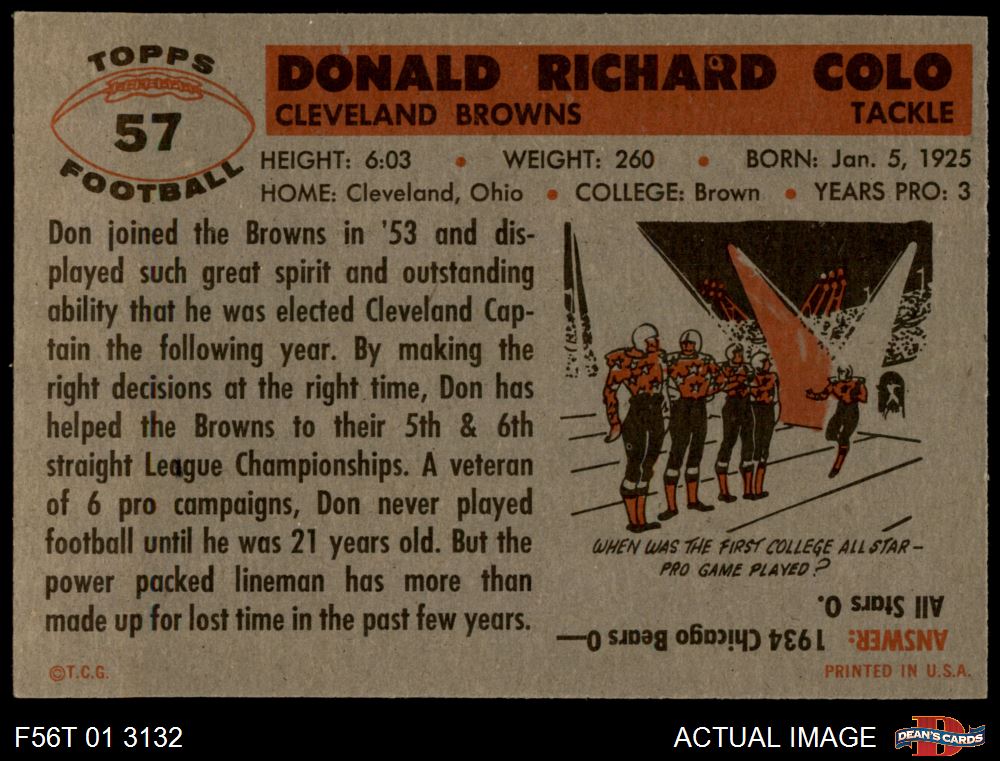 TOPPS
57
FOOTBALL
DONALD RICHARD COLO
CLEVELAND BROWNS TACKLE
HEIGHT: 6:03 • WEIGHT: 260 • BORN: Jan. 5, 1925
HOME: Cleveland, Ohio • COLLEGE: Brown • YEARS PRO: 3
Don joined the Browns in '53 and dis-
played such great spirit and outstanding
ability that he was elected Cleveland Cap-
tain the following year. By making the
right decisions at the right time, Don has
helped the Browns to their 5th & 6th
straight League Championships. A veteran
of 6 pro campaigns, Don never played
football until he was 21 years old. But the
power packed lineman has more than
made up for lost time in the past few years.
WHEN WAS THE FIRST COLLEGE ALL STAR-
PRO GAME PLAYED?
ANSWER: 1934 Chicago Bears 0—
All Stars 0.
©T.C.G.
PRINTED IN U.S.A.
F56T 01 3132
ACTUAL IMAGE
D
DEAN'S CARDS